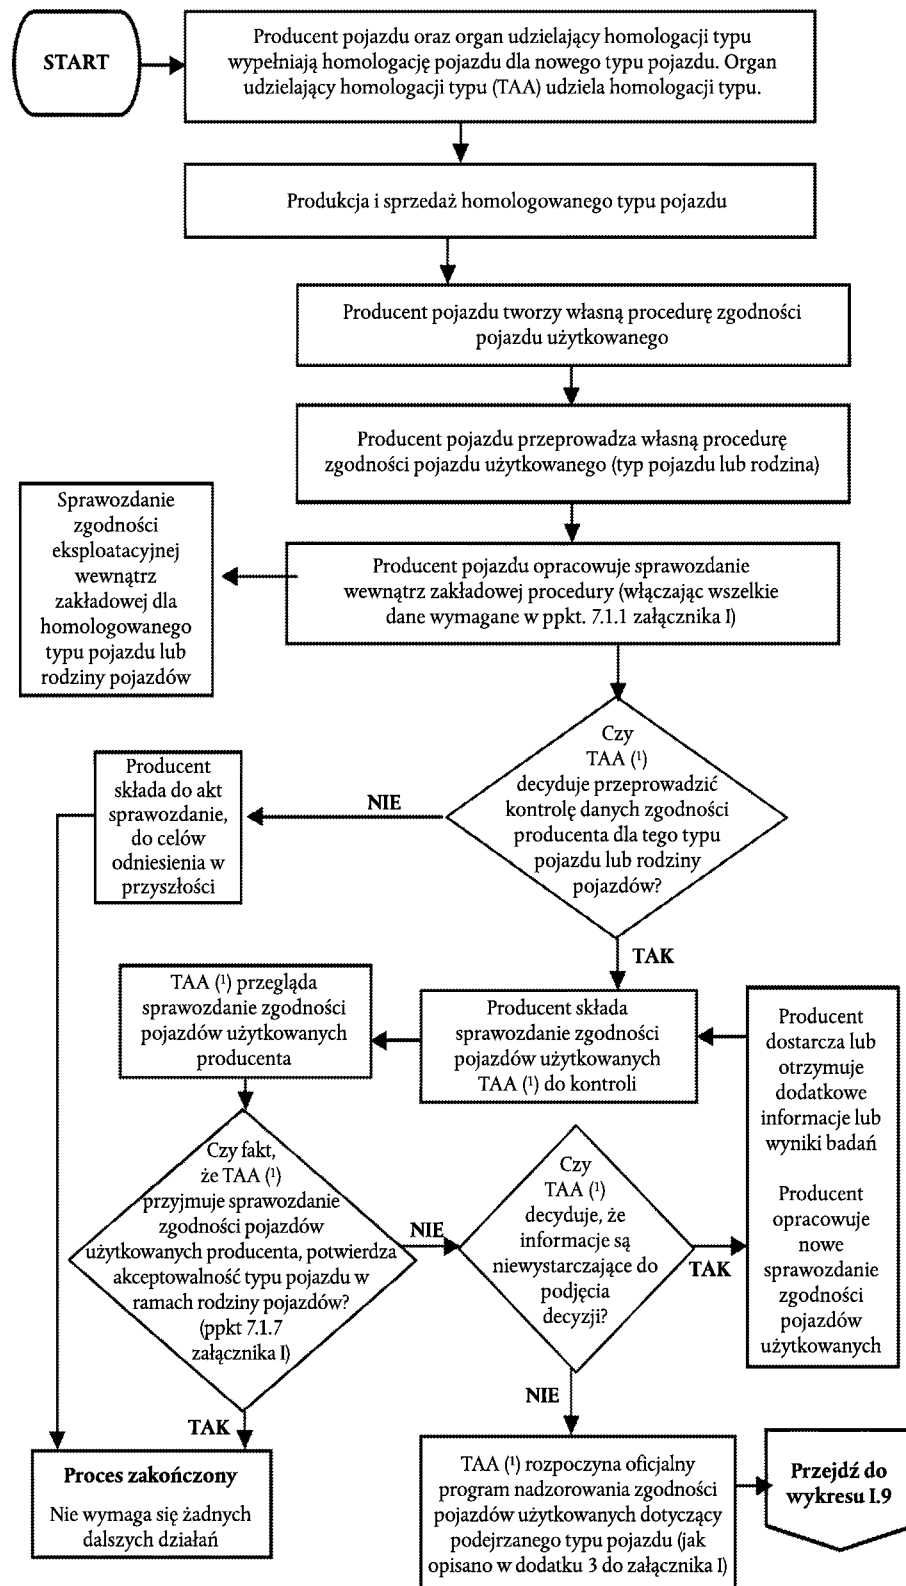 START
Producent pojazdu oraz organ udzielający homologacji typu
wypełniają homologację pojazdu dla nowego typu pojazdu. Organ
udzielający homologacji typu (TAA) udziela homologacji typu.
Produkcja i sprzedaż homologowanego typu pojazdu
Producent pojazdu tworzy własną procedurę zgodności
pojazdu użytkowanego
Producent pojazdu przeprowadza własną procedurę
zgodności pojazdu użytkowanego (typ pojazdu lub rodzina)
Sprawozdanie
zgodności
eksploatacyjnej
wewnątrz
zakładowej dla
homologowanego
typu pojazdu lub
rodziny pojazdów
Producent pojazdu opracowuje sprawozdanie
wewnątrz zakładowej procedury (włączając wszelkie
dane wymagane w ppkt. 7.1.1 załącznika I)
Czy
TAA (¹)
decyduje przeprowadzić
kontrolę danych zgodności
producenta dla tego typu
pojazdu lub rodziny
pojazdów?
NIE
Producent
składa do akt
sprawozdanie,
do celów
odniesienia w
przyszłości
TAK
TAA (¹) przegląda
sprawozdanie zgodności
pojazdów użytkowanych
producenta
Producent składa
sprawozdanie zgodności
pojazdów użytkowanych
TAA (¹) do kontroli
Producent
dostarcza lub
otrzymuje
dodatkowe
informacje lub
wyniki badań
Producent
opracowuje
nowe
sprawozdanie
zgodności
pojazdów
użytkowanych
Czy fakt,
że TAA (¹)
przyjmuje sprawozdanie
zgodności pojazdów
użytkowanych producenta, potwierdza
akceptowalność typu pojazdu w
ramach rodziny pojazdów?
(ppkt 7.1.7
załącznika I)
NIE
Czy
TAA (¹)
decyduje, że
informacje są
niewystarczające do
podjęcia
decyzji?
TAK
NIE
TAK
Proces zakończony
Nie wymaga się żadnych
dalszych działań
TAA (¹) rozpoczyna oficjalny
program nadzorowania zgodności
pojazdów użytkowanych dotyczący
podejrzanego typu pojazdu (jak
opisano w dodatku 3 do załącznika I)
Przejdź do
wykresu I.9